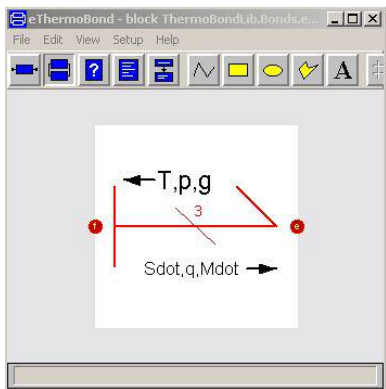 eThermoBond - block ThermoBondLib.Bonds.e...
File Edit View Setup Help
? A
T,p,g
3
f e
Sdot,q,Mdot